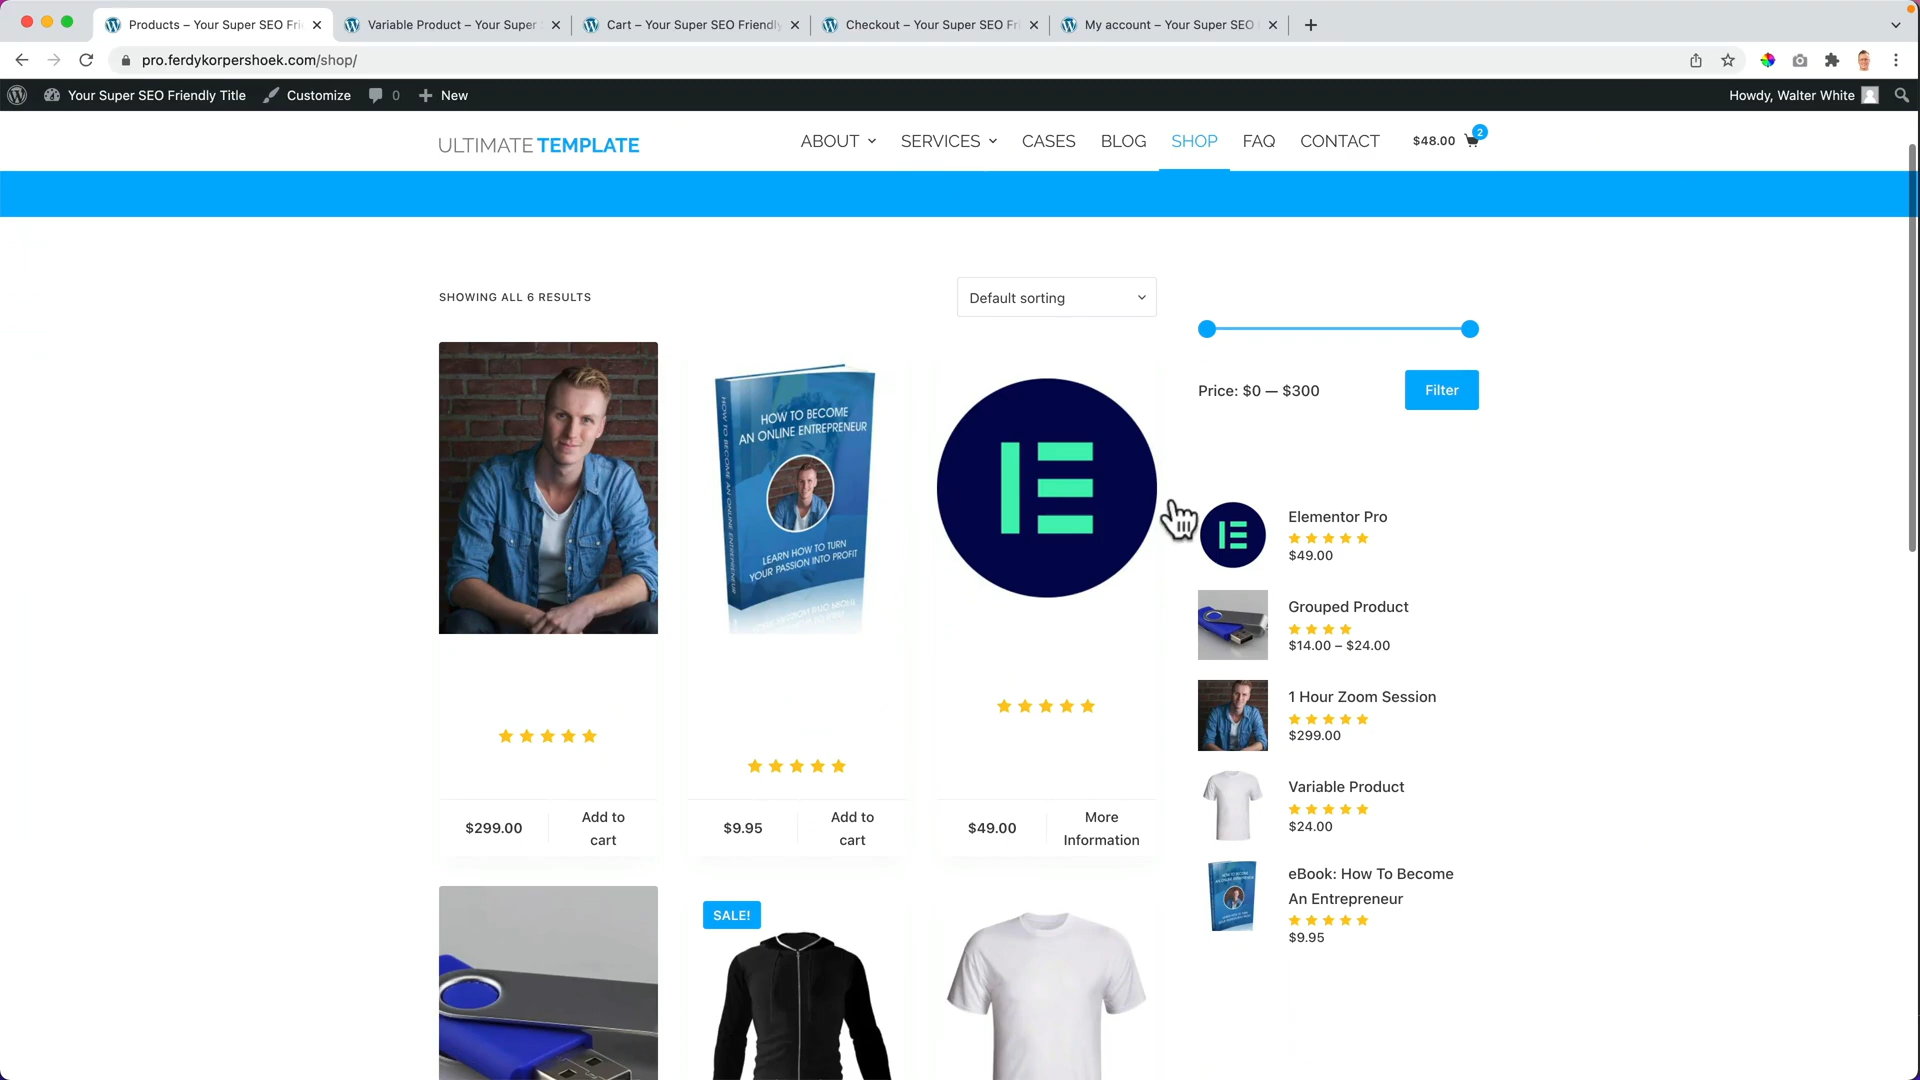 Products – Your Super SEO Fri
Variable Product – Your Super
Cart – Your Super SEO Friendly
Checkout – Your Super SEO Fri
My account – Your Super SEO
pro.ferdykorpershoek.com/shop/
Your Super SEO Friendly Title
Customize
0
New
Howdy, Walter White
ULTIMATE TEMPLATE
ABOUT
SERVICES
CASES
BLOG
SHOP
FAQ
CONTACT
$48.00
2
SHOWING ALL 6 RESULTS
Default sorting
Price: $0 — $300
Filter
HOW TO BECOME
AN ONLINE ENTREPRENEUR
HOW TO BECOME AN ONLINE ENTREPRENEUR
LEARN HOW TO TURN
YOUR PASSION INTO PROFIT
$299.00
Add to
cart
$9.95
Add to
cart
$49.00
More
Information
SALE!
Elementor Pro
$49.00
Grouped Product
$14.00 – $24.00
1 Hour Zoom Session
$299.00
Variable Product
$24.00
eBook: How To Become
An Entrepreneur
$9.95